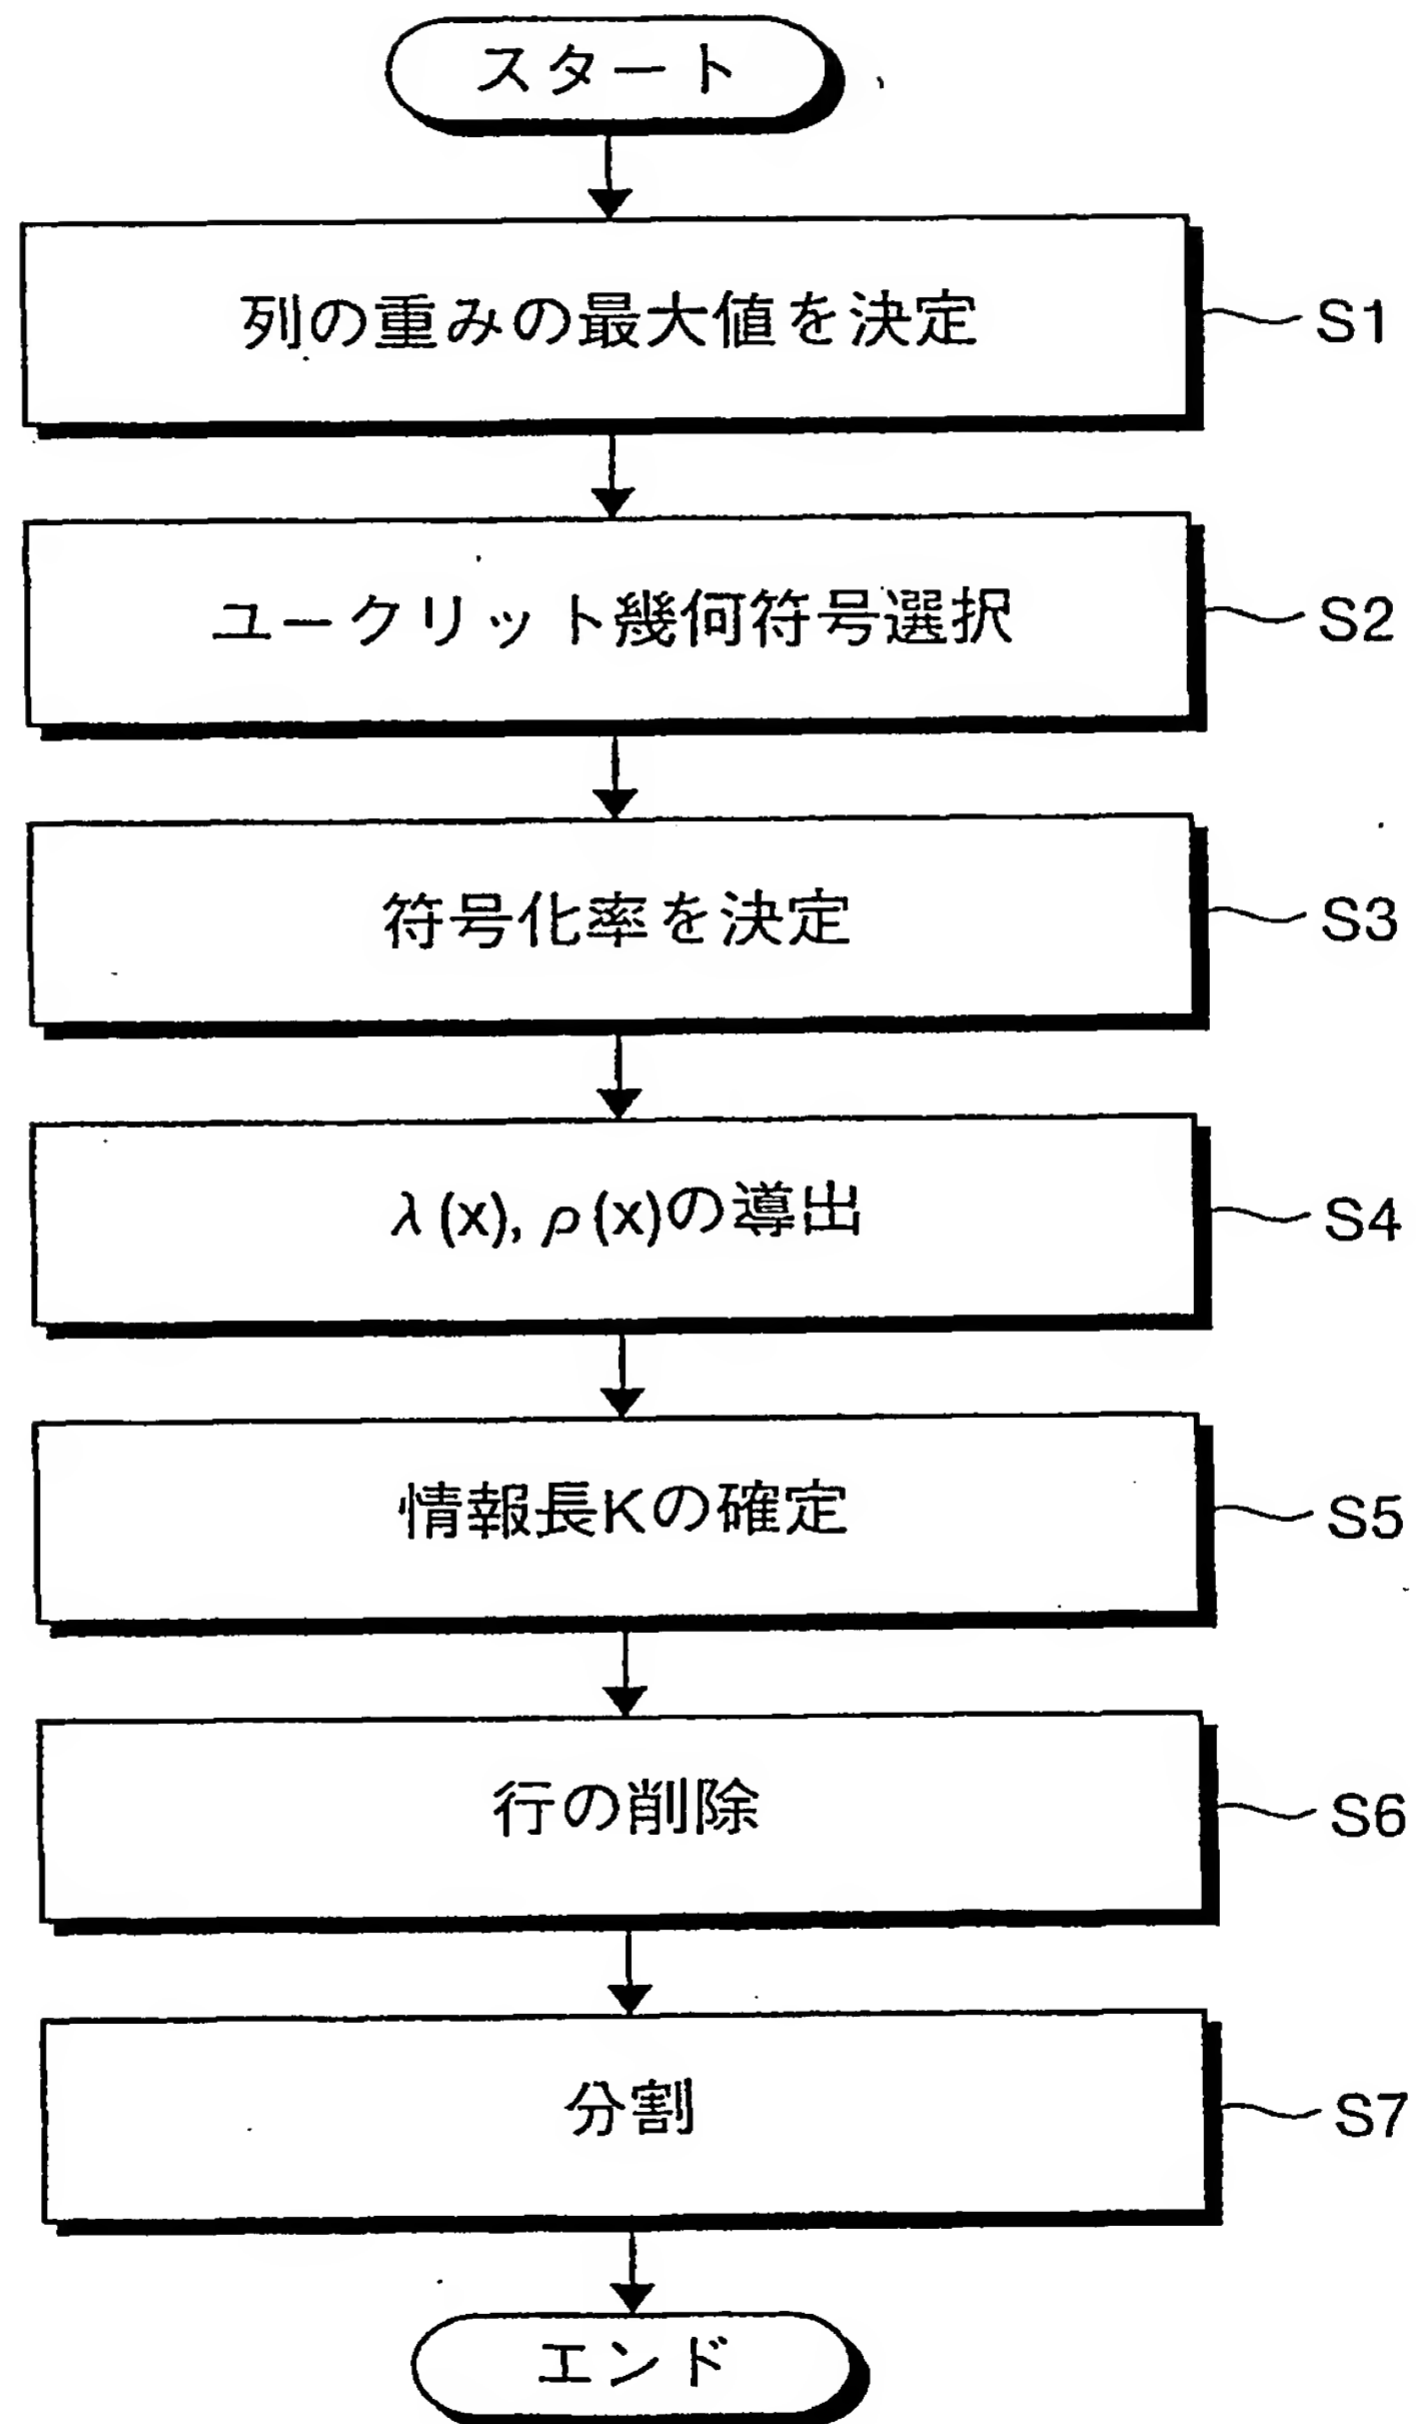 スタート
列の重みの最大値を決定
S1
ユークリット幾何符号選択
S2
符号化率を決定
S3
λ(x), ρ(x)の導出
S4
情報長Kの確定
S5
行の削除
S6
分割
S7
エンド